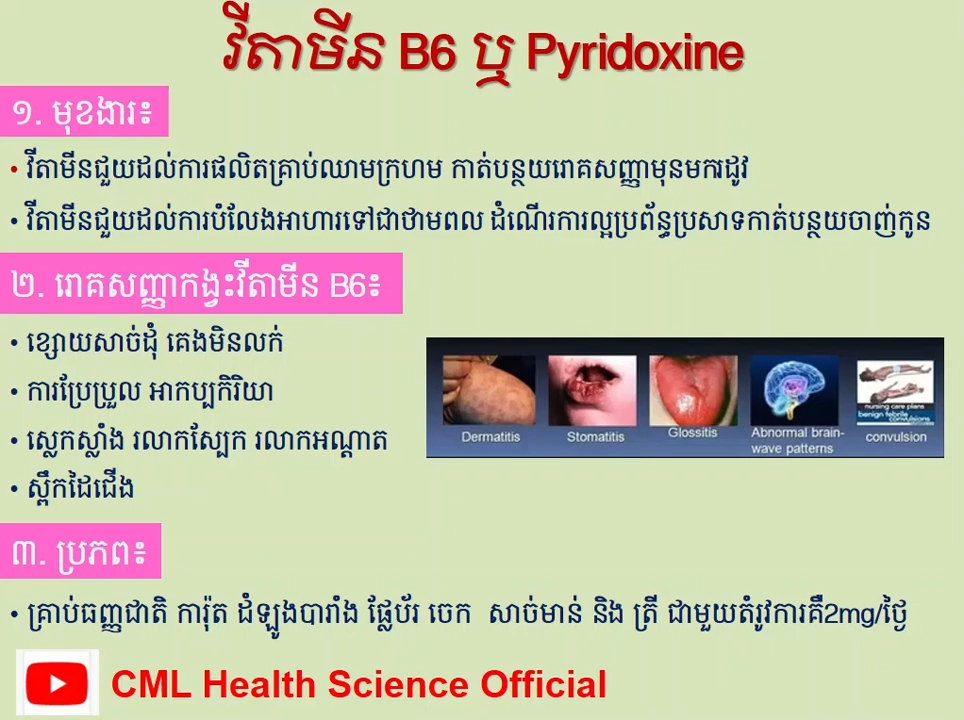 វីតាមីន B6 ឬ Pyridoxine
១. មុខងារ៖
• វីតាមីនជួយដល់ការផលិតគ្រាប់ឈាមក្រហម កាត់បន្ថយរោគសញ្ញាមុនមករដូវ
• វីតាមីនជួយដល់ការបំលែងអាហារទៅជាថាមពល ដំណើរការល្អប្រព័ន្ធប្រសាទកាត់បន្ថយចាញ់កូន
២. រោគសញ្ញាកង្វះវីតាមីន B6៖
• ខ្សោយសាច់ដុំ គេងមិនលក់
• ការប្រែប្រួល អាកប្បកិរិយា
• ស្លេកស្លាំង រលាកស្បែក រលាកអណ្តាត
• ស្ពឹកដៃជើង
Dermatitis
Stomatitis
Glossitis
Abnormal brain-
wave patterns
nursing care plans
benign febrile
convulsions
convulsion
៣. ប្រភព៖
• គ្រាប់ធញ្ញជាតិ ការ៉ុត ដំឡូងបារាំង ផ្លែប័រ ចេក សាច់មាន់ និង ត្រី ជាមួយតំរូវការគឺ2mg/ថ្ងៃ
CML Health Science Official